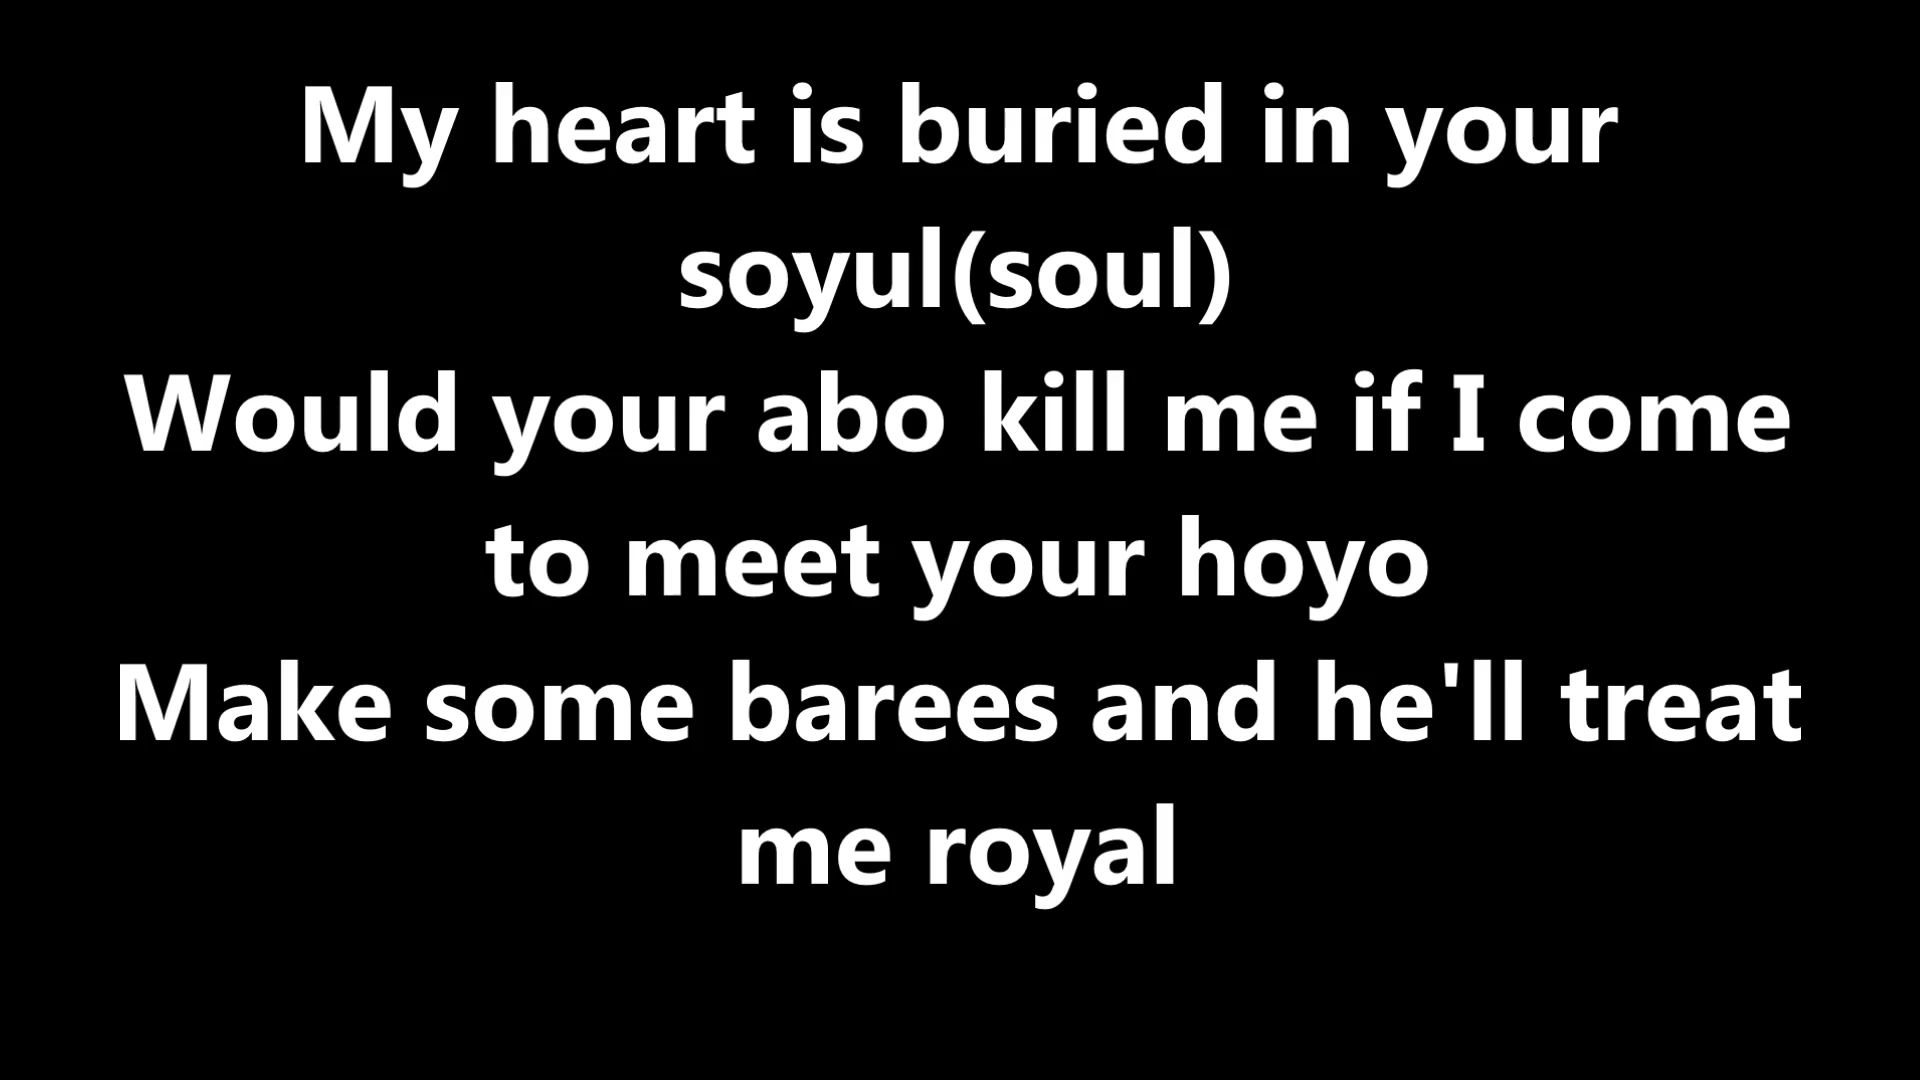 My heart is buried in your
soyul(soul)
Would your abo kill me if I come
to meet your hoyo
Make some barees and he'll treat
me royal